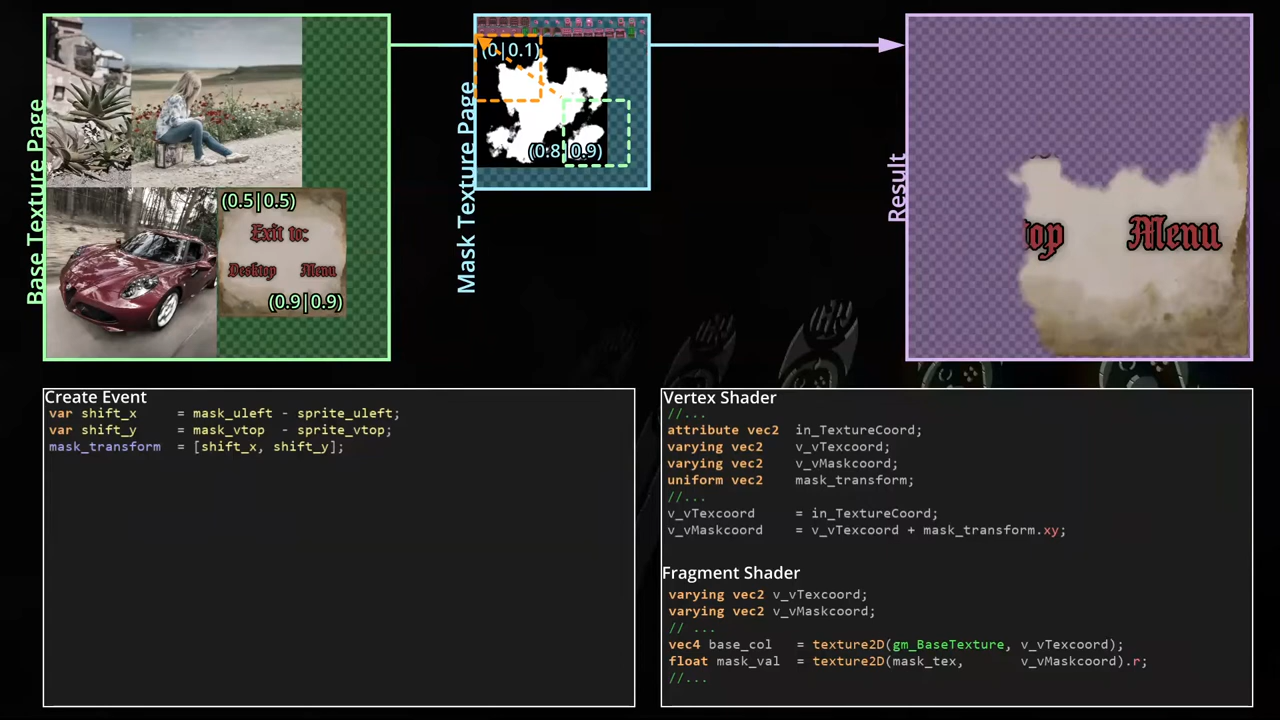 Base Texture Page
(0.5|0.5)
Exit to:
Desktop Menu
(0.9|0.9)
Mask Texture Page
(0|0.1)
(0.8|0.9)
Result
top Menu
Create Event
var shift_x = mask_uleft - sprite_uleft;
var shift_y = mask_vtop - sprite_vtop;
mask_transform = [shift_x, shift_y];
Vertex Shader
//...
attribute vec2 in_TextureCoord;
varying vec2 v_vTexcoord;
varying vec2 v_vMaskcoord;
uniform vec2 mask_transform;
//...
v_vTexcoord = in_TextureCoord;
v_vMaskcoord = v_vTexcoord + mask_transform.xy;
Fragment Shader
varying vec2 v_vTexcoord;
varying vec2 v_vMaskcoord;
// ...
vec4 base_col = texture2D(gm_BaseTexture, v_vTexcoord);
float mask_val = texture2D(mask_tex, v_vMaskcoord).r;
//...